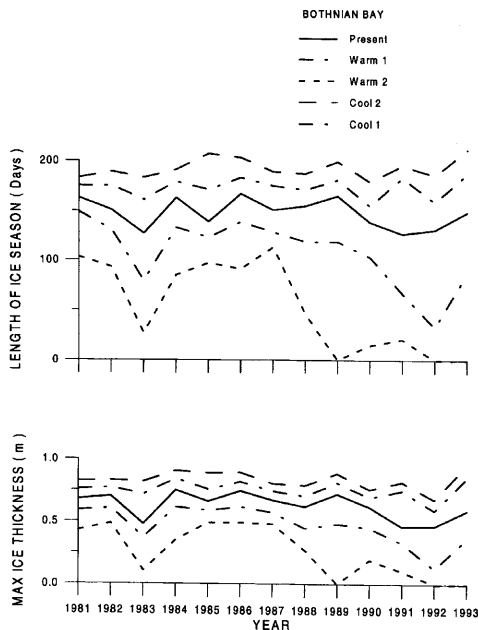 BOTHNIAN BAY
Present
Warm 1
Warm 2
Cool 2
Cool 1
LENGTH OF ICE SEASON (Days)
200
100
0
MAX ICE THICKNESS (m)
1.0
0.5
0.0
1981 1982 1983 1984 1985 1986 1987 1988 1989 1990 1991 1992 1993
YEAR